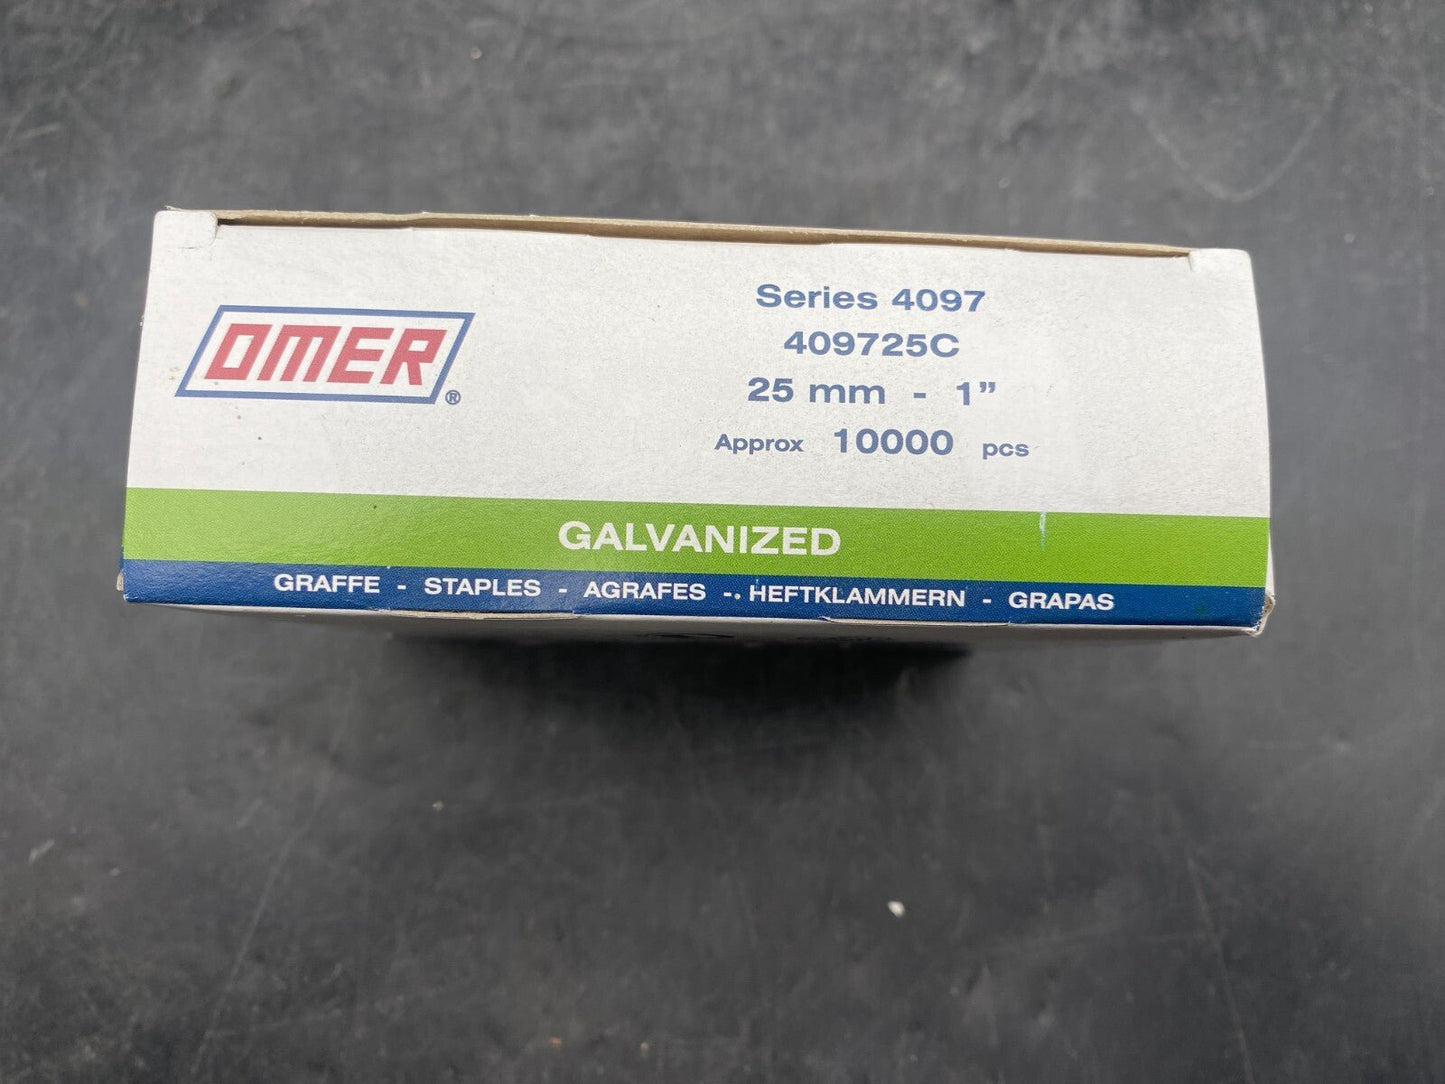 OMER
®
Series 4097
409725C
25 mm - 1”
Approx 10000 pcs
GALVANIZED
GRAFFE - STAPLES - AGRAFES - HEFTKLAMMERN - GRAPAS